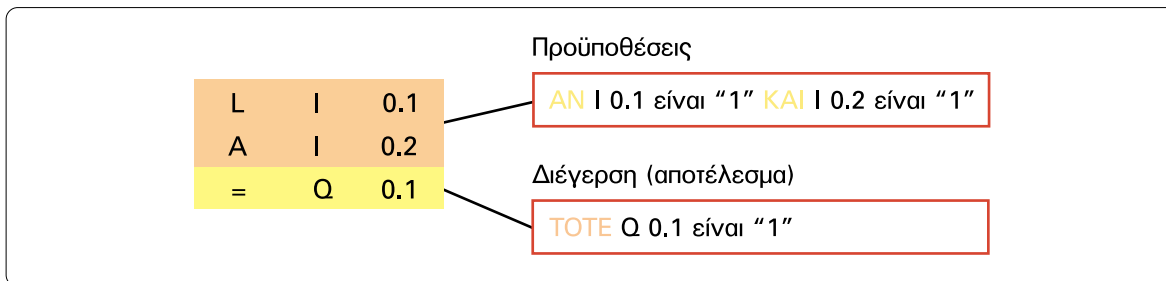 Προϋποθέσεις
L I 0.1
A I 0.2
= Q 0.1
ΑΝ I 0.1 είναι “1” ΚΑΙ I 0.2 είναι “1”
Διέγερση (αποτέλεσμα)
ΤΟΤΕ Q 0.1 είναι “1”